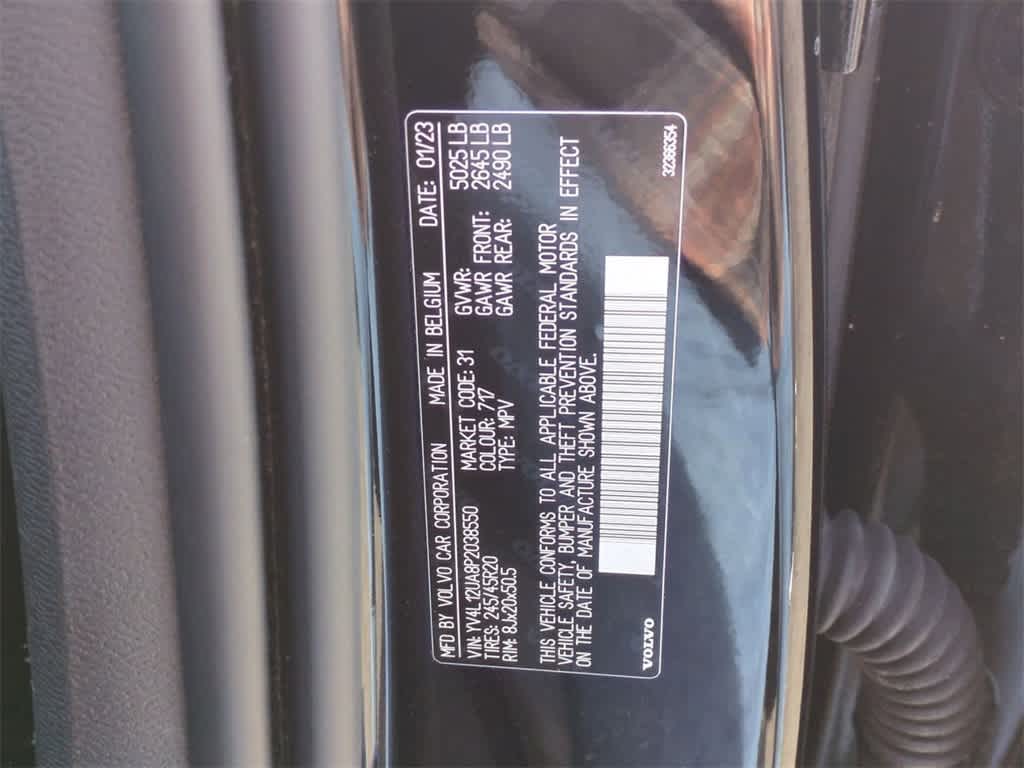 MFD BY VOLVO CAR CORPORATION MADE IN BELGIUM DATE: 01/23
VIN: YV4L12UA8P2036550 MARKET CODE: 31 GVWR: 5025 LB
TIRES: 245/45R20 COLOUR: 717 GAWR FRONT: 2645 LB
RIM: 8Jx20x50.5 TYPE: MPV GAWR REAR: 2490 LB
THIS VEHICLE CONFORMS TO ALL APPLICABLE FEDERAL MOTOR
VEHICLE SAFETY, BUMPER AND THEFT PREVENTION STANDARDS IN EFFECT
ON THE DATE OF MANUFACTURE SHOWN ABOVE.
VOLVO 32366354